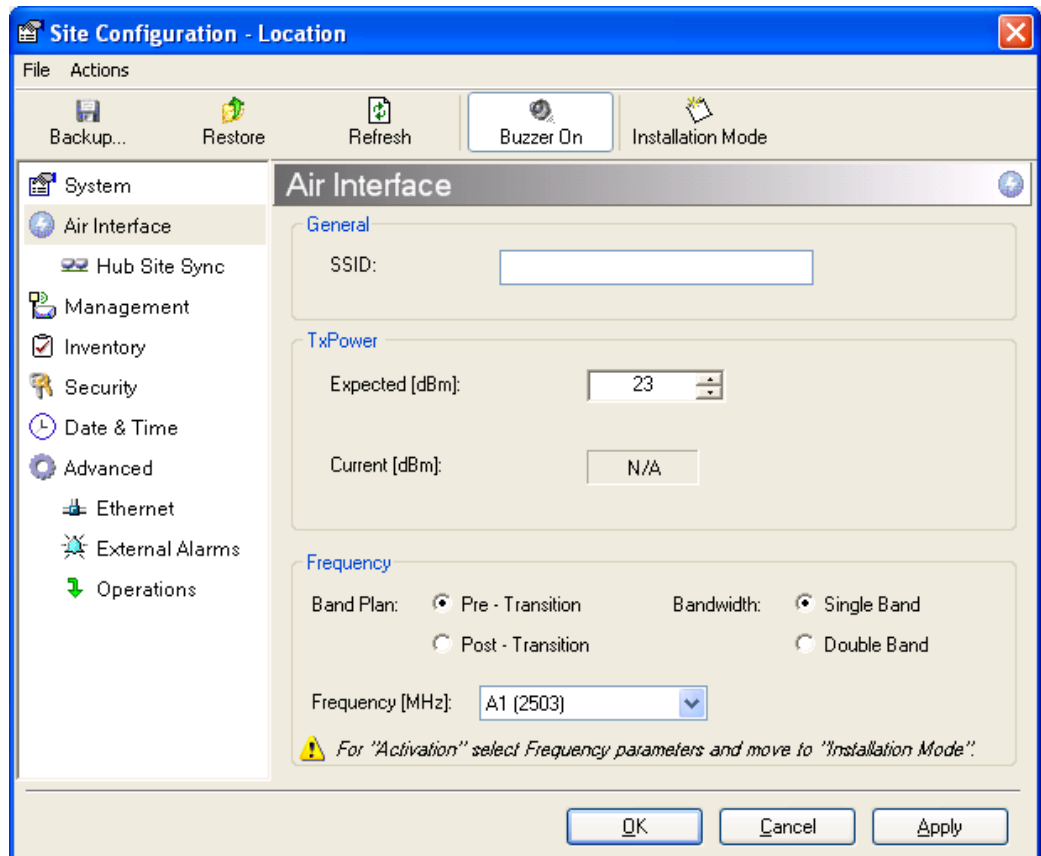 Site Configuration - Location
File Actions
Backup... Restore Refresh Buzzer On Installation Mode
System
Air Interface
Hub Site Sync
Management
Inventory
Security
Date & Time
Advanced
Ethernet
External Alarms
Operations
Air Interface
General
SSID:
TxPower
Expected [dBm]: 23
Current [dBm]: N/A
Frequency
Band Plan: Pre - Transition Bandwidth: Single Band
Post - Transition Double Band
Frequency [MHz]: A1 (2503)
For "Activation" select Frequency parameters and move to "Installation Mode".
OK Cancel Apply